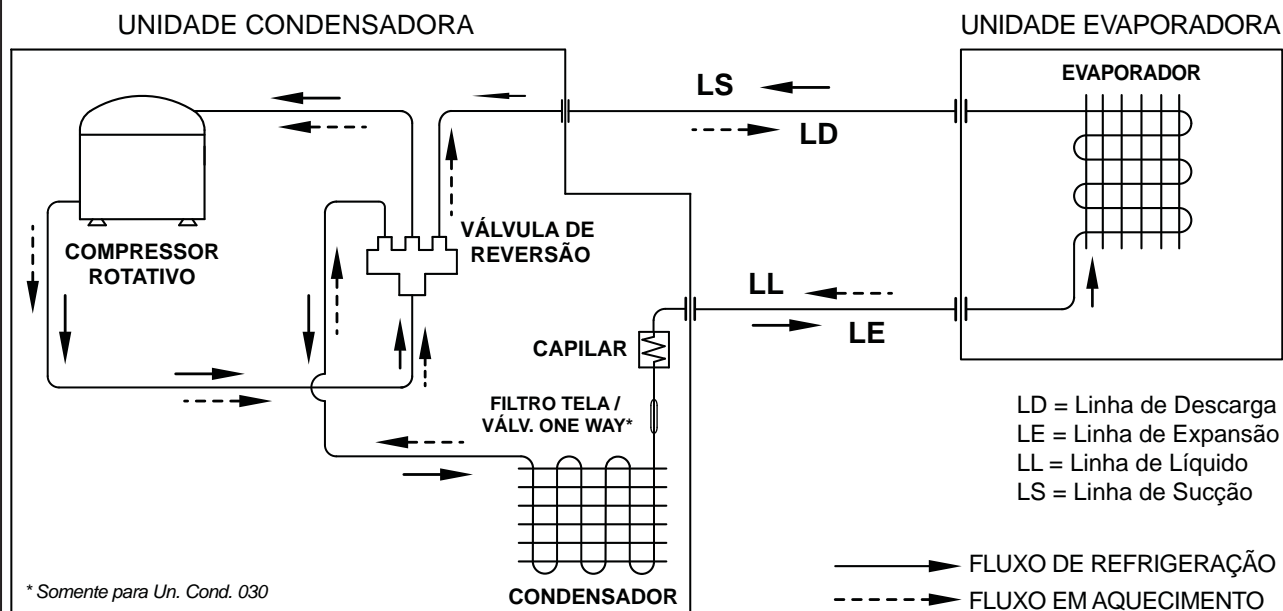 UNIDADE CONDENSADORA
UNIDADE EVAPORADORA
EVAPORADOR
LS
LD
COMPRESSOR
ROTATIVO
VÁLVULA DE
REVERSÃO
LL
LE
CAPILAR
FILTRO TELA /
VÁLV. ONE WAY*
LD = Linha de Descarga
LE = Linha de Expansão
LL = Linha de Líquido
LS = Linha de Sucção
* Somente para Un. Cond. 030
CONDENSADOR
FLUXO DE REFRIGERAÇÃO
FLUXO EM AQUECIMENTO